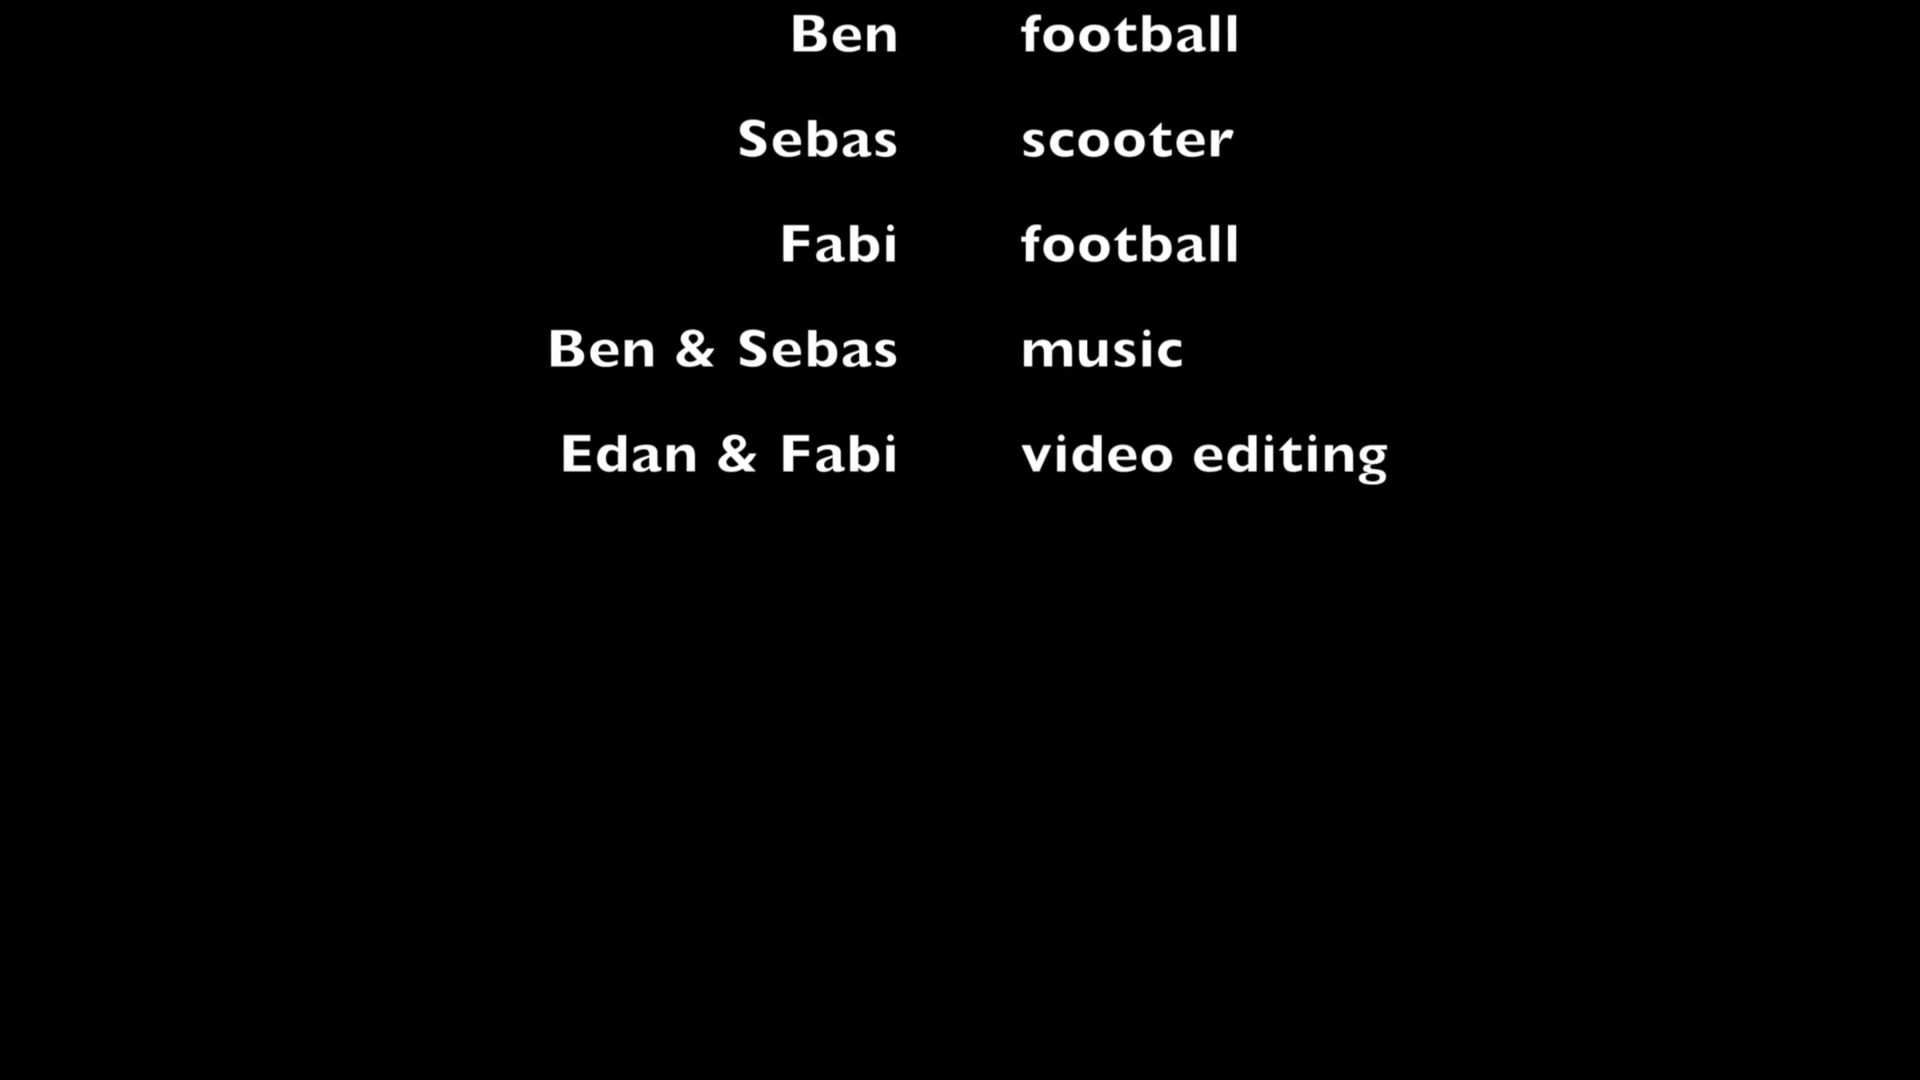 Ben football
Sebas scooter
Fabi football
Ben & Sebas music
Edan & Fabi video editing